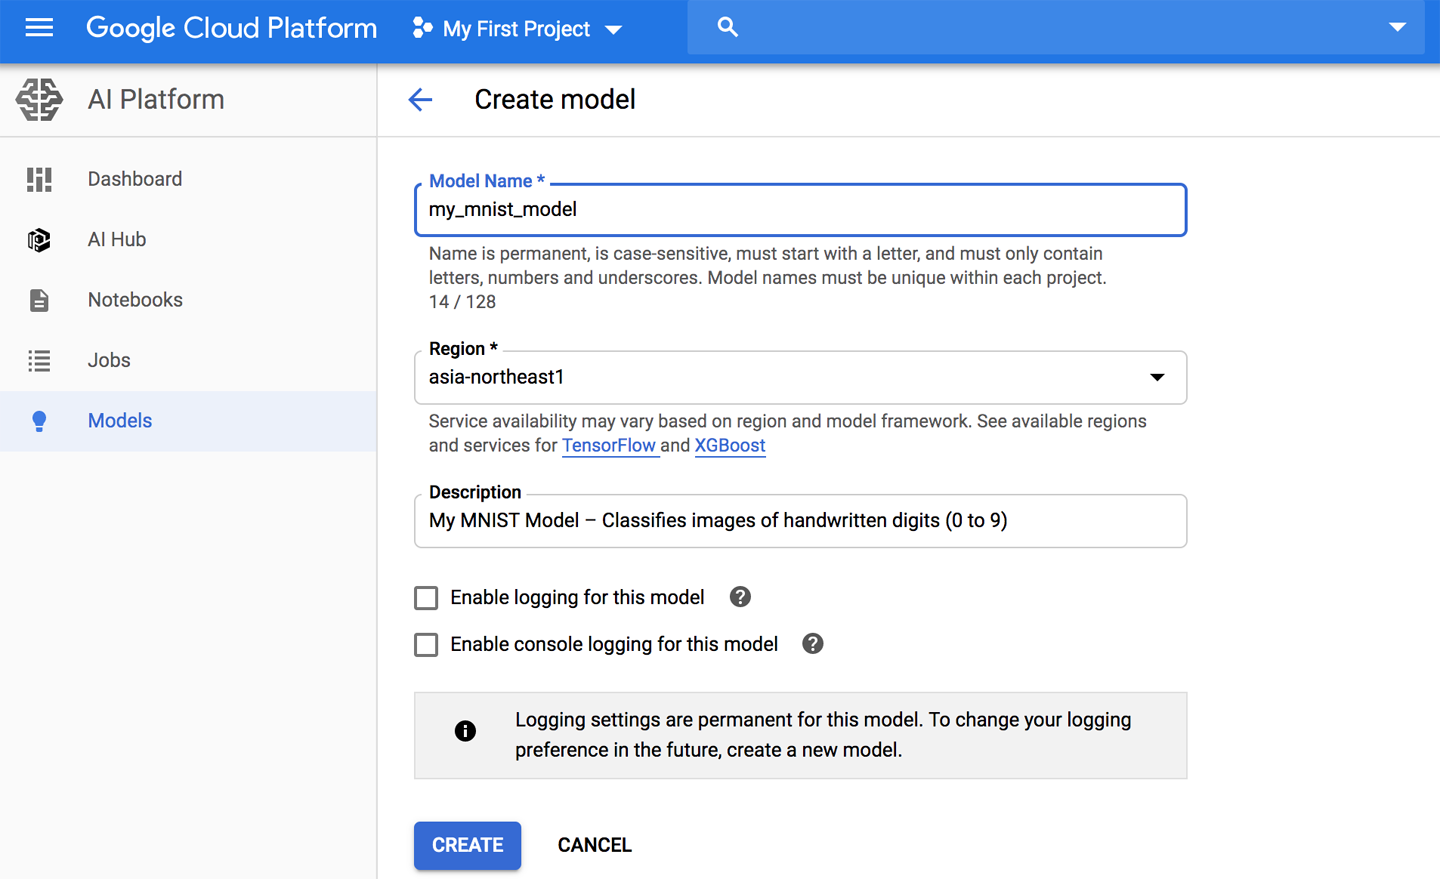 Google Cloud Platform
My First Project
AI Platform
Create model
Dashboard
AI Hub
Notebooks
Jobs
Models
Model Name *
my_mnist_model
Name is permanent, is case-sensitive, must start with a letter, and must only contain
letters, numbers and underscores. Model names must be unique within each project.
14 / 128
Region *
asia-northeast1
Service availability may vary based on region and model framework. See available regions
and services for TensorFlow and XGBoost
Description
My MNIST Model – Classifies images of handwritten digits (0 to 9)
Enable logging for this model
Enable console logging for this model
Logging settings are permanent for this model. To change your logging
preference in the future, create a new model.
CREATE
CANCEL